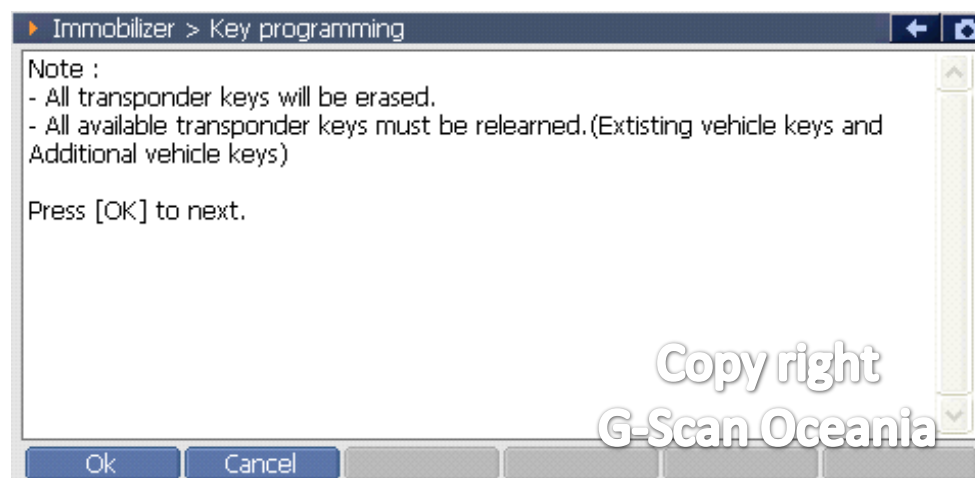 Immobilizer > Key programming
Note :
- All transponder keys will be erased.
- All available transponder keys must be relearned.(Extisting vehicle keys and
Additional vehicle keys)
Press [OK] to next.
Copy right
G-Scan Oceania
Ok
Cancel